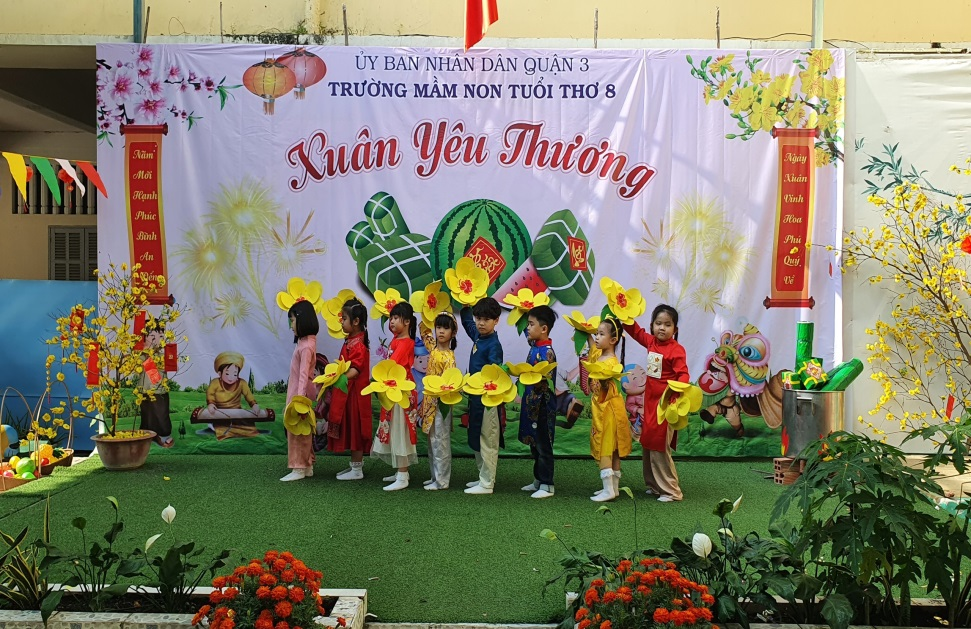 ỦY BAN NHÂN DÂN QUẬN 3
TRƯỜNG MẦM NON TUỔI THƠ 8
Xuân Yêu Thương
Năm
Mới
Hạnh
Phúc
Bình
An
Đến
Ngày
Xuân
Vinh
Hoa
Phú
Quý
Về